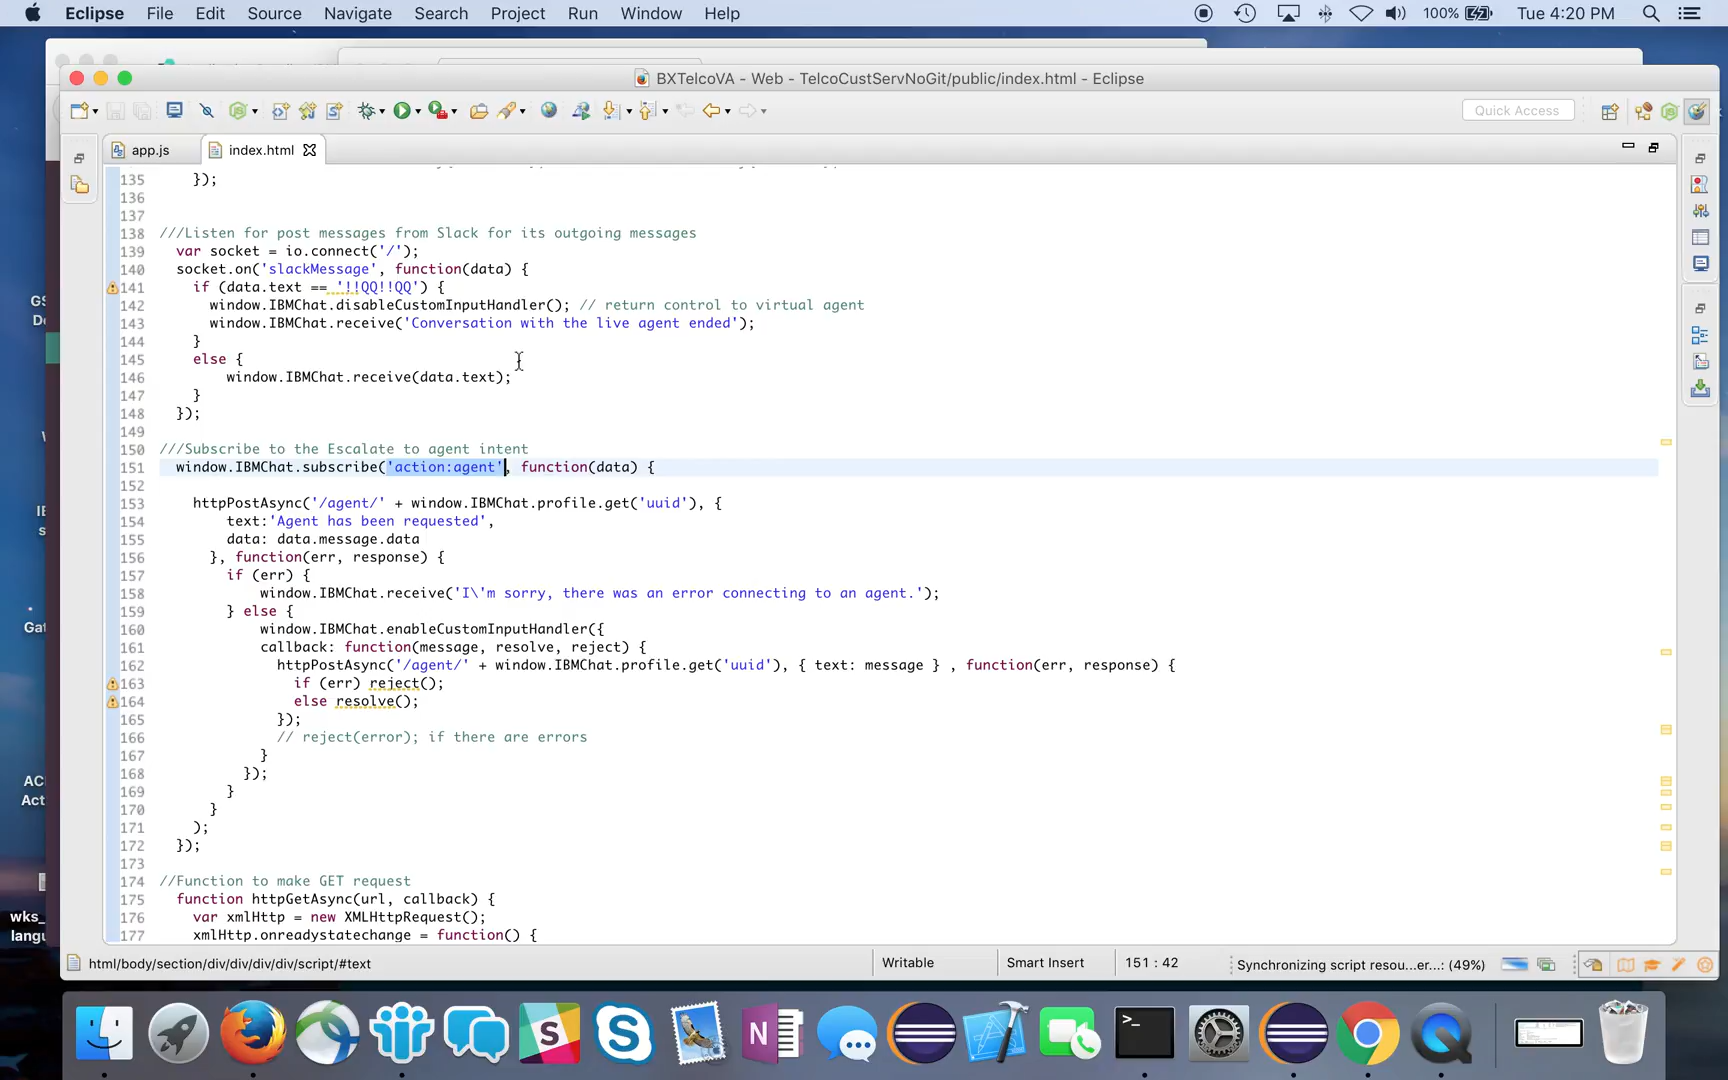 Eclipse File Edit Source Navigate Search Project Run Window Help 100% Tue 4:20 PM
BXTelcoVA - Web - TelcoCustServNoGit/public/index.html - Eclipse
Quick Access
app.js index.html
135 });
136
137
138 ///Listen for post messages from Slack for its outgoing messages
139 var socket = io.connect('/');
140 socket.on('slackMessage', function(data) {
141 if (data.text == '!!QQ!!QQ') {
142 window.IBMChat.disableCustomInputHandler(); // return control to virtual agent
143 window.IBMChat.receive('Conversation with the live agent ended');
144 }
145 else {
146 window.IBMChat.receive(data.text);
147 }
148 });
149
150 ///Subscribe to the Escalate to agent intent
151 window.IBMChat.subscribe('action:agent', function(data) {
152
153 httpPostAsync('/agent/' + window.IBMChat.profile.get('uuid'), {
154 text:'Agent has been requested',
155 data: data.message.data
156 }, function(err, response) {
157 if (err) {
158 window.IBMChat.receive('I\'m sorry, there was an error connecting to an agent.');
159 } else {
160 window.IBMChat.enableCustomInputHandler({
161 callback: function(message, resolve, reject) {
162 httpPostAsync('/agent/' + window.IBMChat.profile.get('uuid'), { text: message } , function(err, response) {
163 if (err) reject();
164 else resolve();
165 });
166 // reject(error); if there are errors
167 }
168 });
169 }
170 }
171 );
172 });
173
174 //Function to make GET request
175 function httpGetAsync(url, callback) {
176 var xmlHttp = new XMLHttpRequest();
177 xmlHttp.onreadystatechange = function() {
html/body/section/div/div/div/div/script/#text Writable Smart Insert 151 : 42 Synchronizing script resou...er...: (49%)
GS
De
IB
s
Gat
AC
Act
wks_
langu